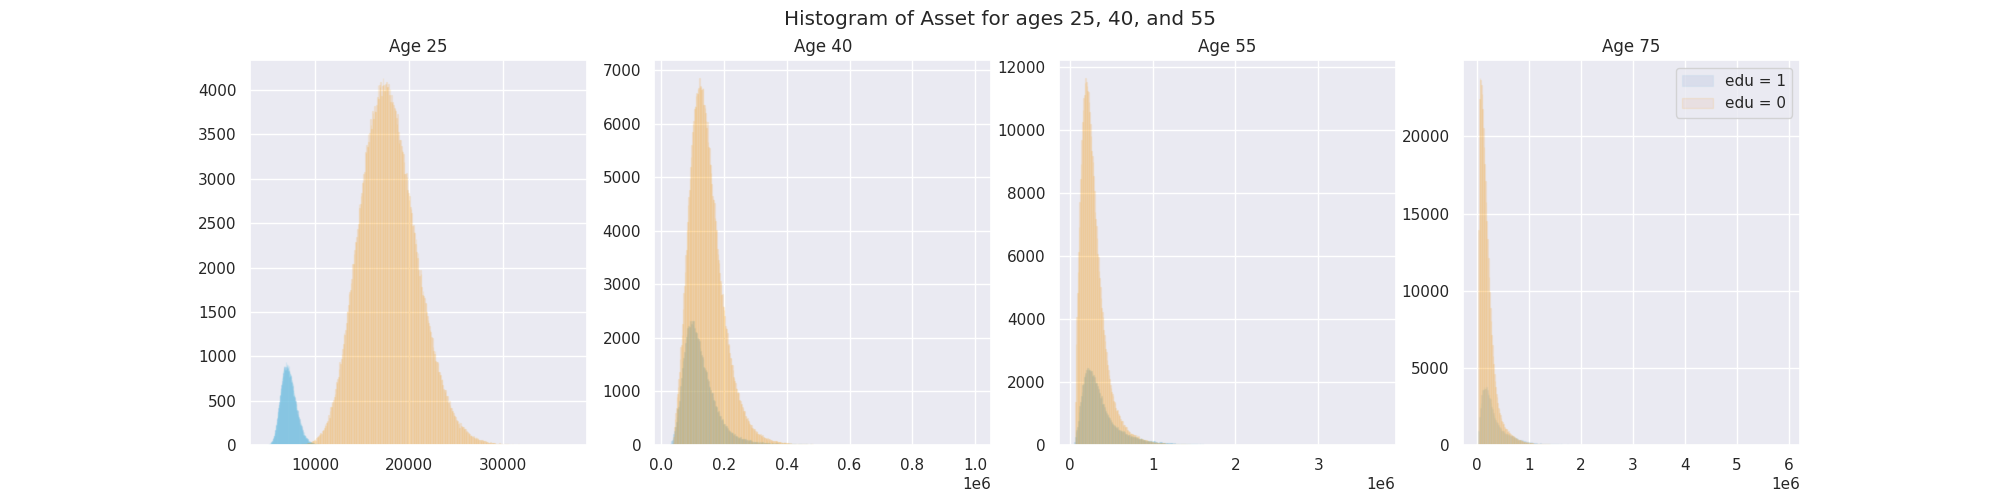 Histogram of Asset for ages 25, 40, and 55
Age 25
4000
3500
3000
2500
2000
1500
1000
500
0
10000 20000 30000
Age 40
7000
6000
5000
4000
3000
2000
1000
0
0.0 0.2 0.4 0.6 0.8 1.0
1e6
Age 55
12000
10000
8000
6000
4000
2000
0
0 1 2 3
1e6
Age 75
edu = 1
edu = 0
20000
15000
10000
5000
0
0 1 2 3 4 5 6
1e6